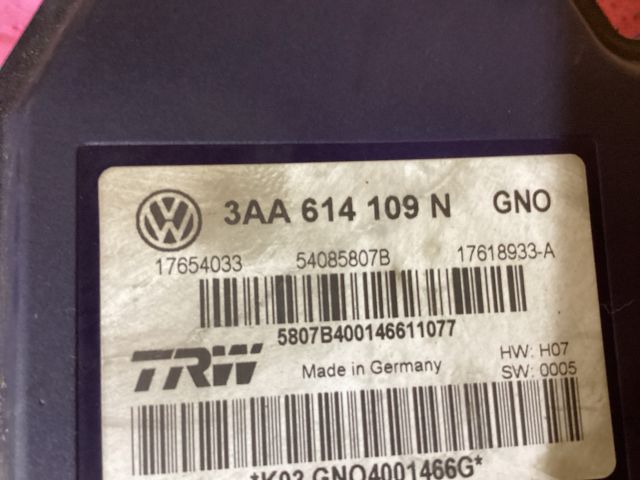 3AA 614 109 N GNO
17654033 54085807B 17618933-A
5807B400146611077
TRW Made in Germany HW: H07
SW: 0005
*K03 GNO4001466G*